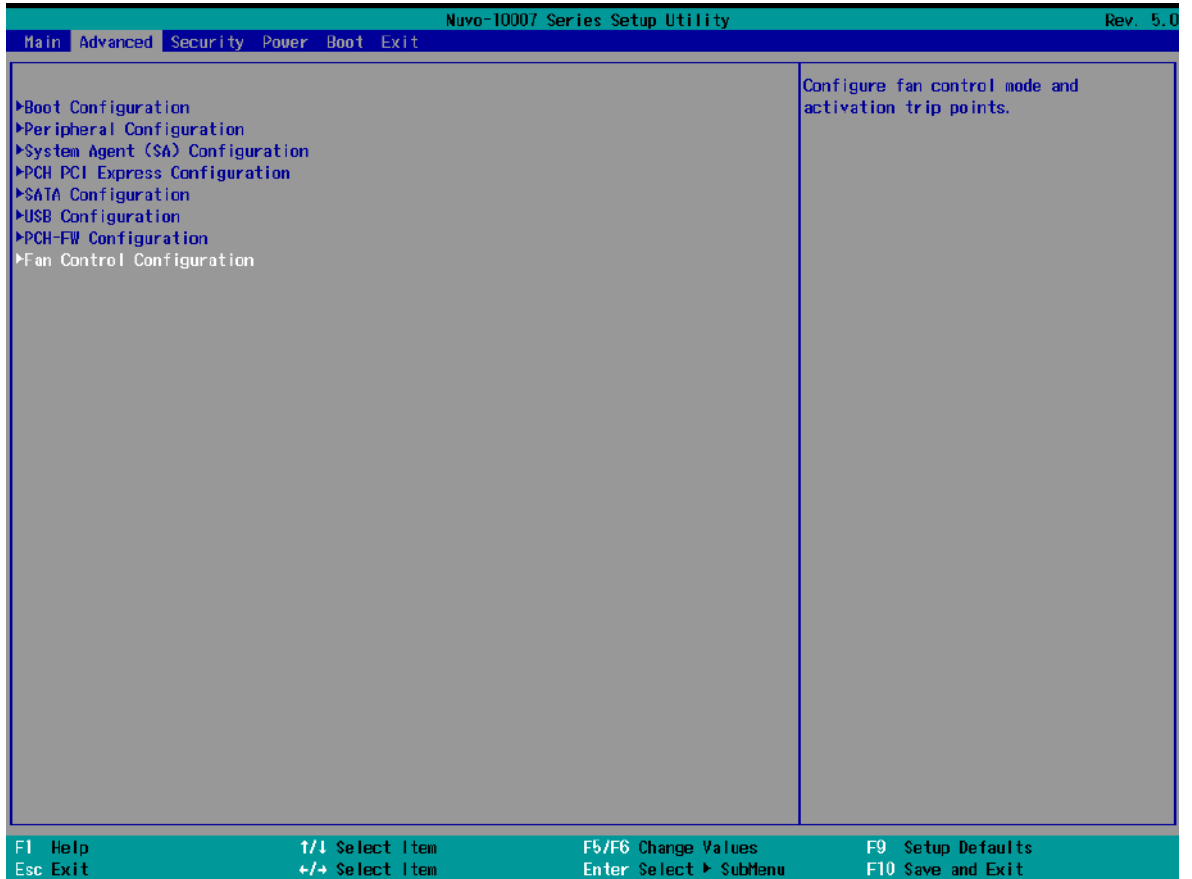 Nuvo-10007 Series Setup Utility Rev. 5.0
Main Advanced Security Power Boot Exit
▶Boot Configuration
▶Peripheral Configuration
▶System Agent (SA) Configuration
▶PCH PCI Express Configuration
▶SATA Configuration
▶USB Configuration
▶PCH-FW Configuration
▶Fan Control Configuration
Configure fan control mode and
activation trip points.
F1 Help ↑/↓ Select Item F5/F6 Change Values F9 Setup Defaults
Esc Exit ←/→ Select Item Enter Select ▶ SubMenu F10 Save and Exit